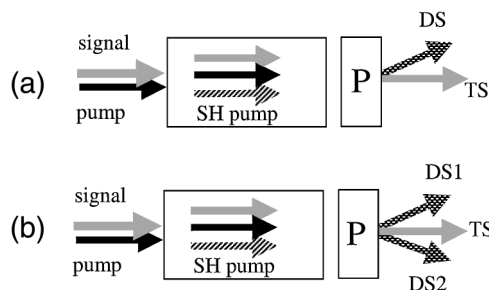 DS
signal
(a)
P
TS
pump
SH pump
DS1
signal
(b)
P
TS
pump
SH pump
DS2